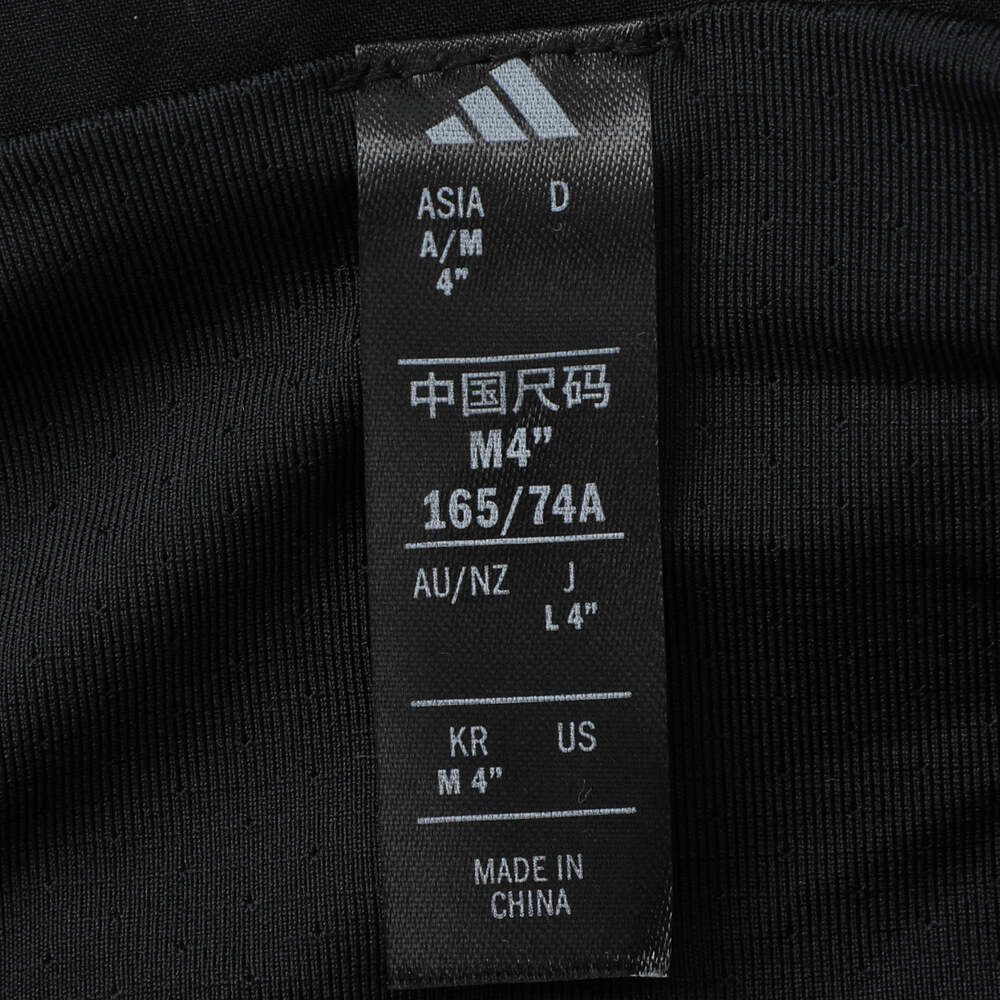 ASIA D
A/M
4”
中国尺码
M4”
165/74A
AU/NZ J
L 4”
KR US
M 4”
MADE IN
CHINA